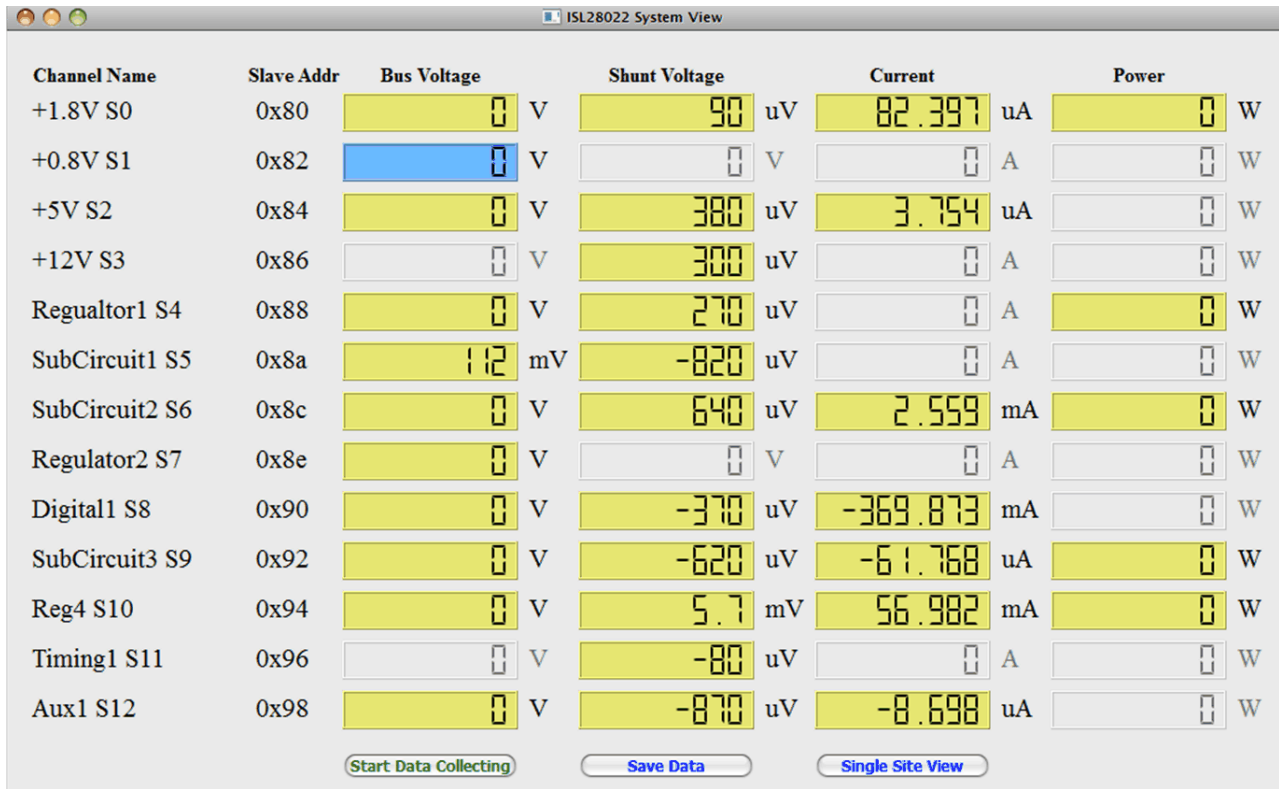 ISL28022 System View
Channel Name Slave Addr Bus Voltage Shunt Voltage Current Power
+1.8V S0 0x80 0 V 90 uV 82.397 uA 0 W
+0.8V S1 0x82 0 V 0 V 0 A 0 W
+5V S2 0x84 0 V 380 uV 3.754 uA 0 W
+12V S3 0x86 0 V 300 uV 0 A 0 W
Regualtor1 S4 0x88 0 V 270 uV 0 A 0 W
SubCircuit1 S5 0x8a 112 mV -820 uV 0 A 0 W
SubCircuit2 S6 0x8c 0 V 640 uV 2.559 mA 0 W
Regulator2 S7 0x8e 0 V 0 V 0 A 0 W
Digital1 S8 0x90 0 V -370 uV -369.873 mA 0 W
SubCircuit3 S9 0x92 0 V -620 uV -61.768 uA 0 W
Reg4 S10 0x94 0 V 5.7 mV 56.982 mA 0 W
Timing1 S11 0x96 0 V -80 uV 0 A 0 W
Aux1 S12 0x98 0 V -870 uV -8.698 uA 0 W
Start Data Collecting Save Data Single Site View